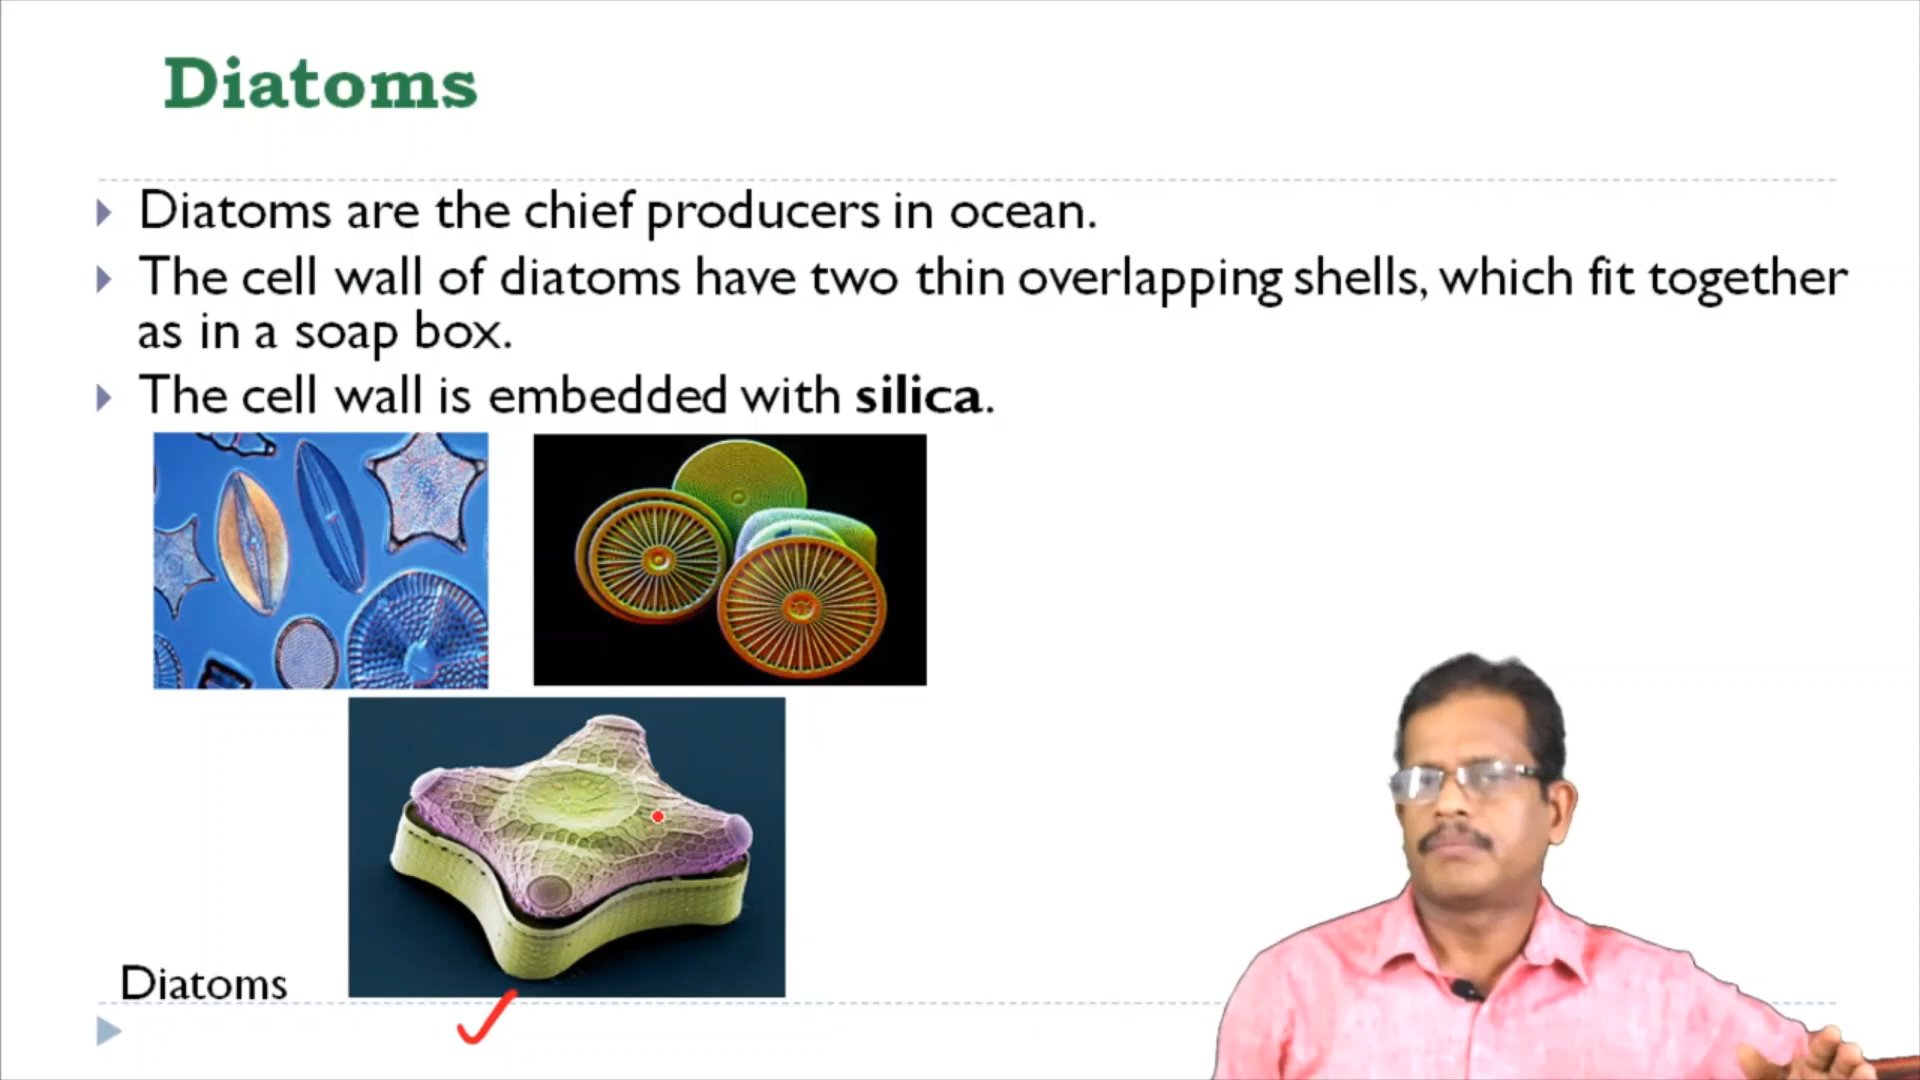 Diatoms
Diatoms are the chief producers in ocean.
The cell wall of diatoms have two thin overlapping shells, which fit together
as in a soap box.
The cell wall is embedded with silica.
Diatoms